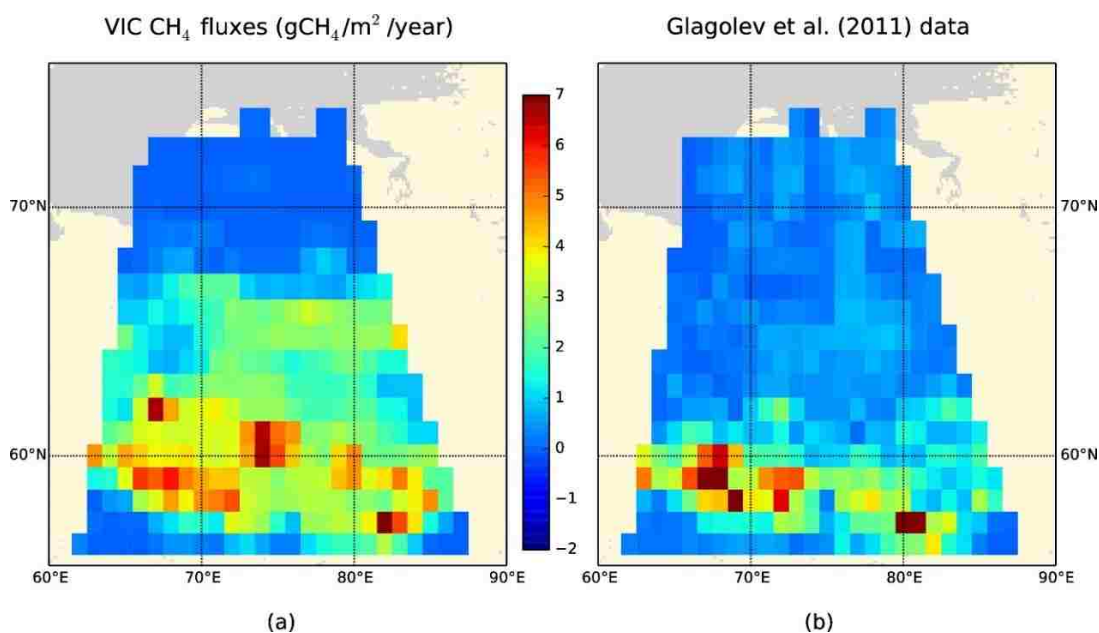 VIC CH₄ fluxes (gCH₄/m² /year)
Glagolev et al. (2011) data
7
6
5
4
3
2
1
0
−1
−2
70°N
60°N
70°N
60°N
60°E 70°E 80°E 90°E
60°E 70°E 80°E 90°E
(a)
(b)